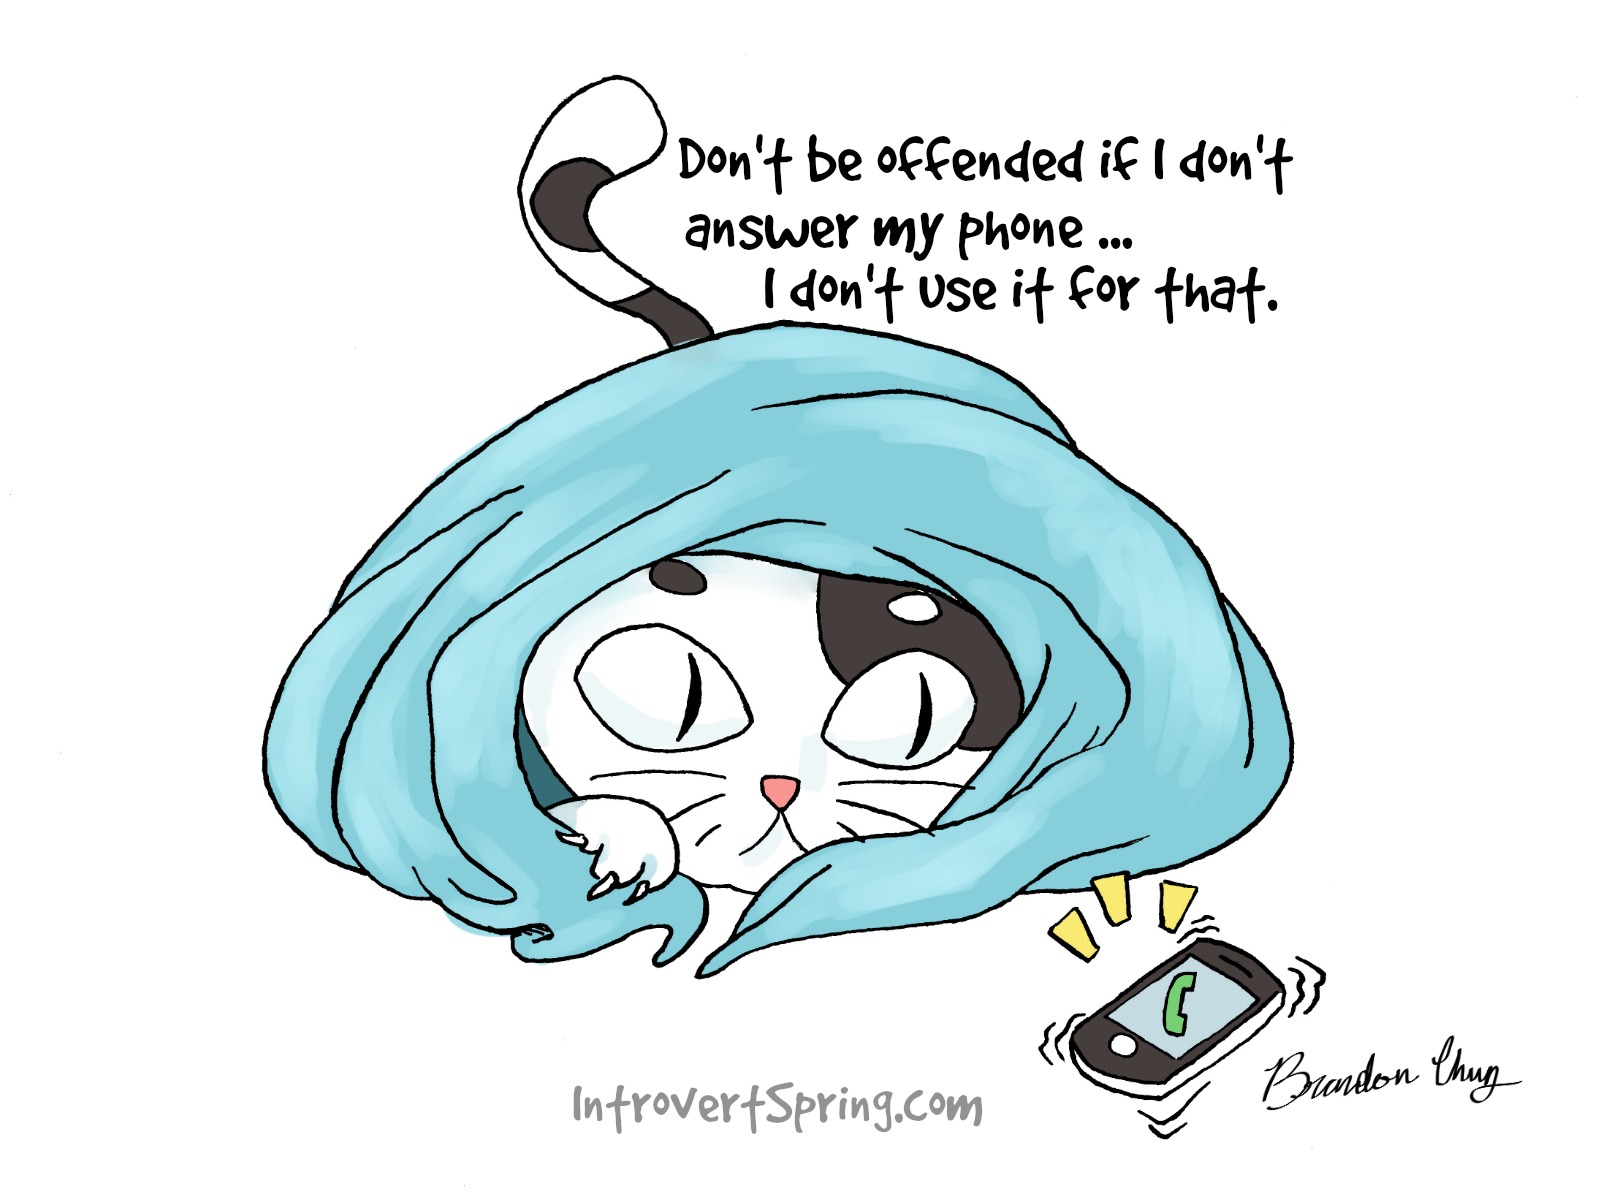 Don't be offended if I don't
answer my phone ...
I don't use it for that.
IntrovertSpring.com
Brandon Chung